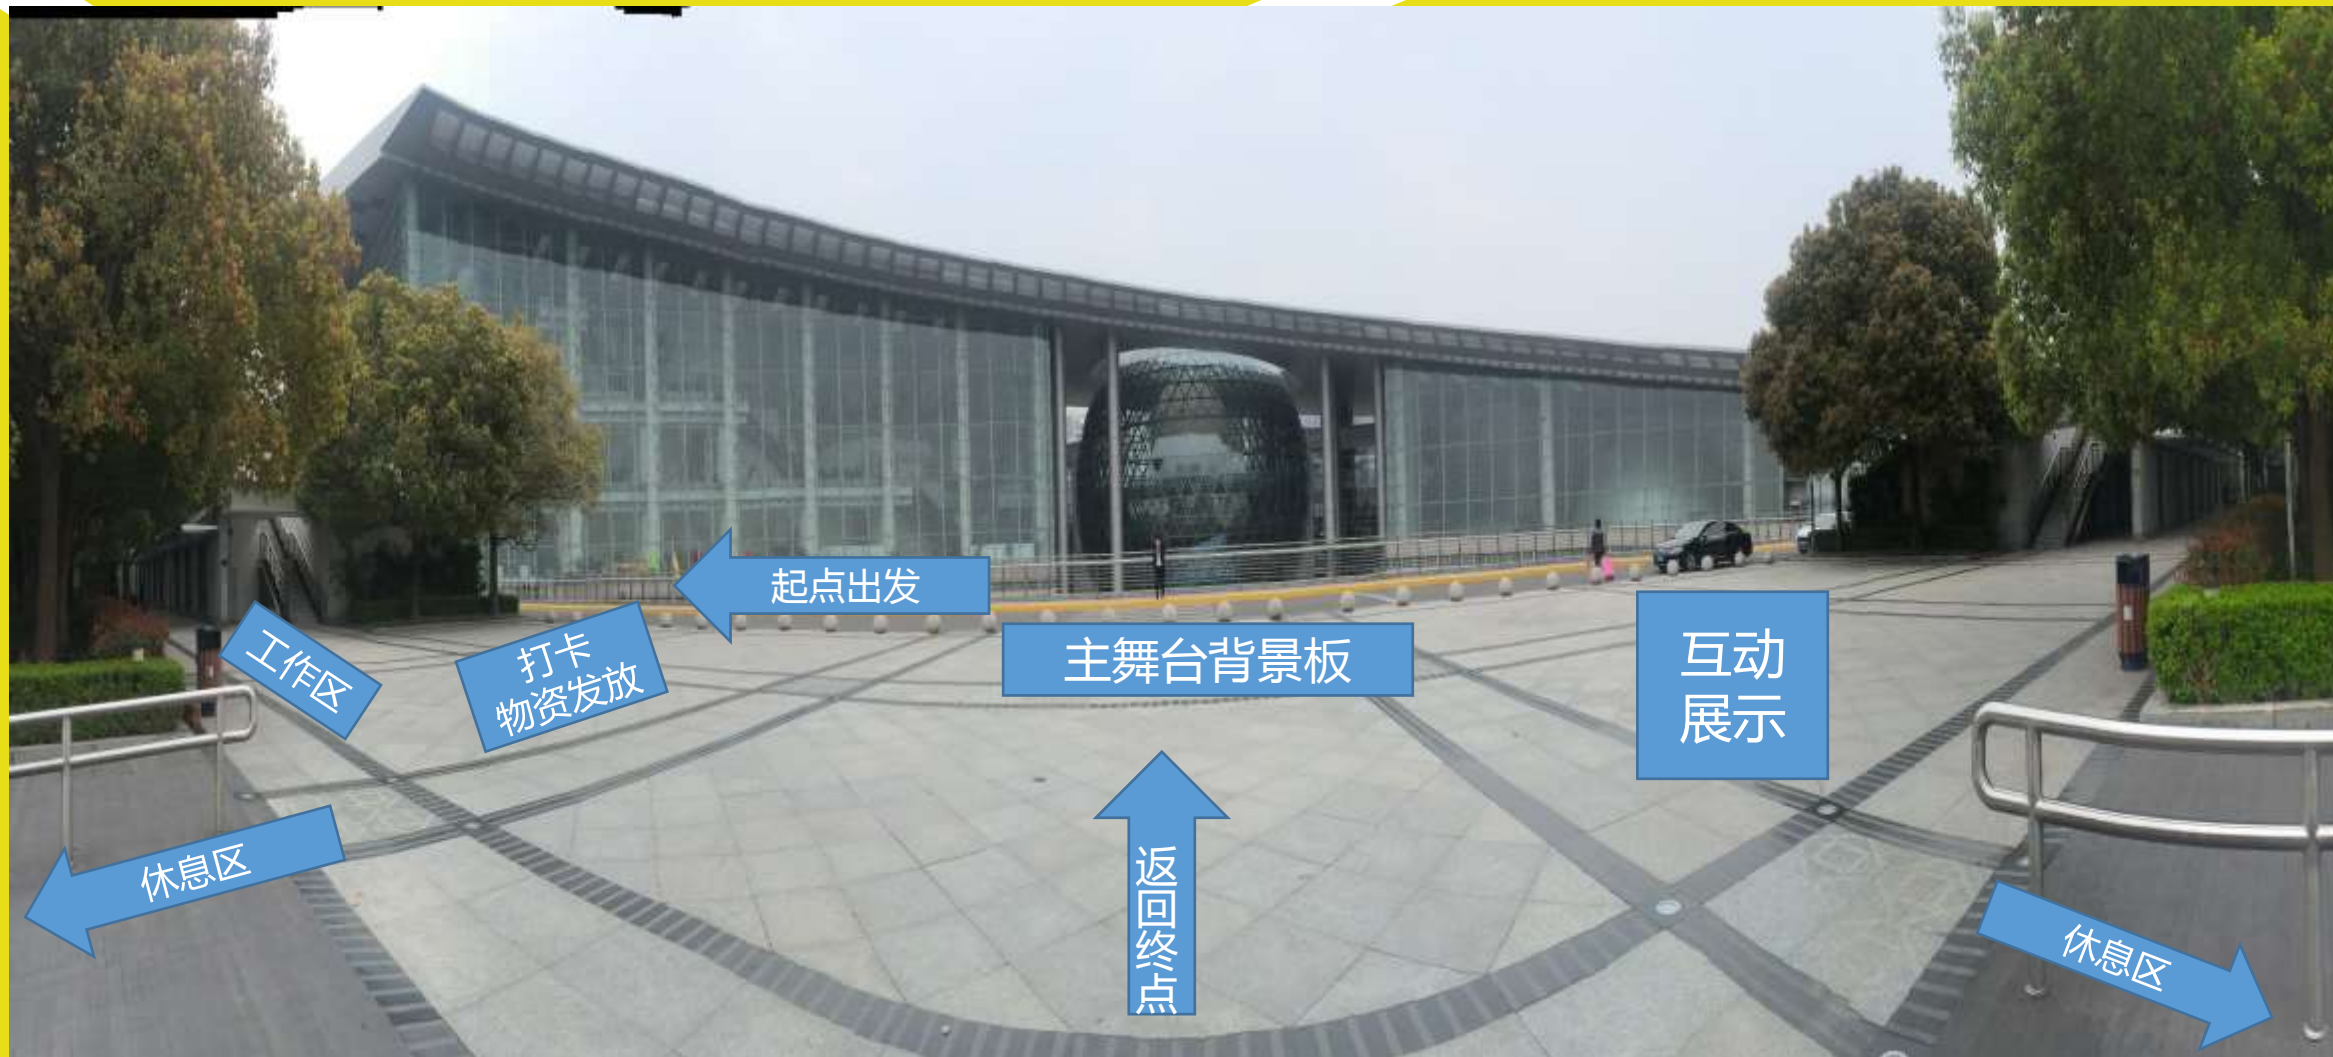 起点出发
工作区
打卡
物资发放
主舞台背景板
互动
展示
休息区
返回终点
休息区